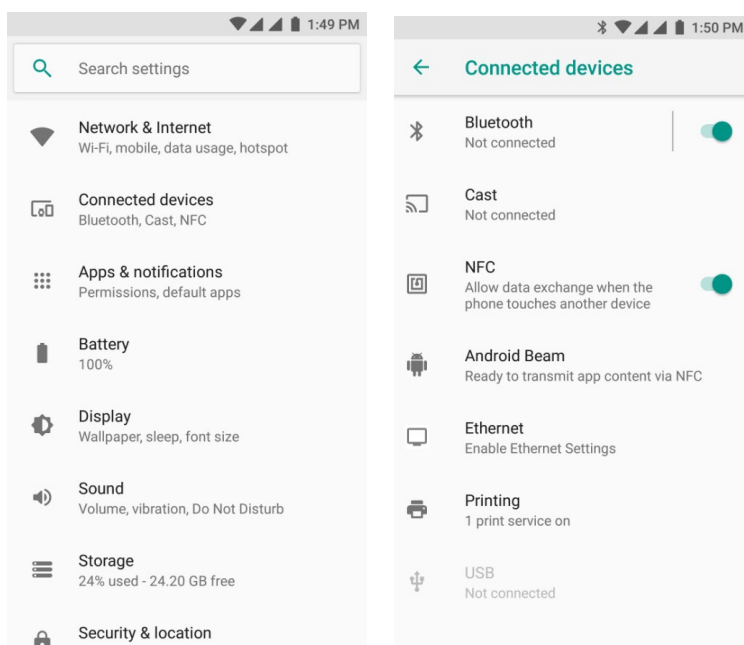 1:49 PM
Search settings
Network & Internet
Wi-Fi, mobile, data usage, hotspot
Connected devices
Bluetooth, Cast, NFC
Apps & notifications
Permissions, default apps
Battery
100%
Display
Wallpaper, sleep, font size
Sound
Volume, vibration, Do Not Disturb
Storage
24% used - 24.20 GB free
Security & location
1:50 PM
Connected devices
Bluetooth
Not connected
Cast
Not connected
NFC
Allow data exchange when the
phone touches another device
Android Beam
Ready to transmit app content via NFC
Ethernet
Enable Ethernet Settings
Printing
1 print service on
USB
Not connected